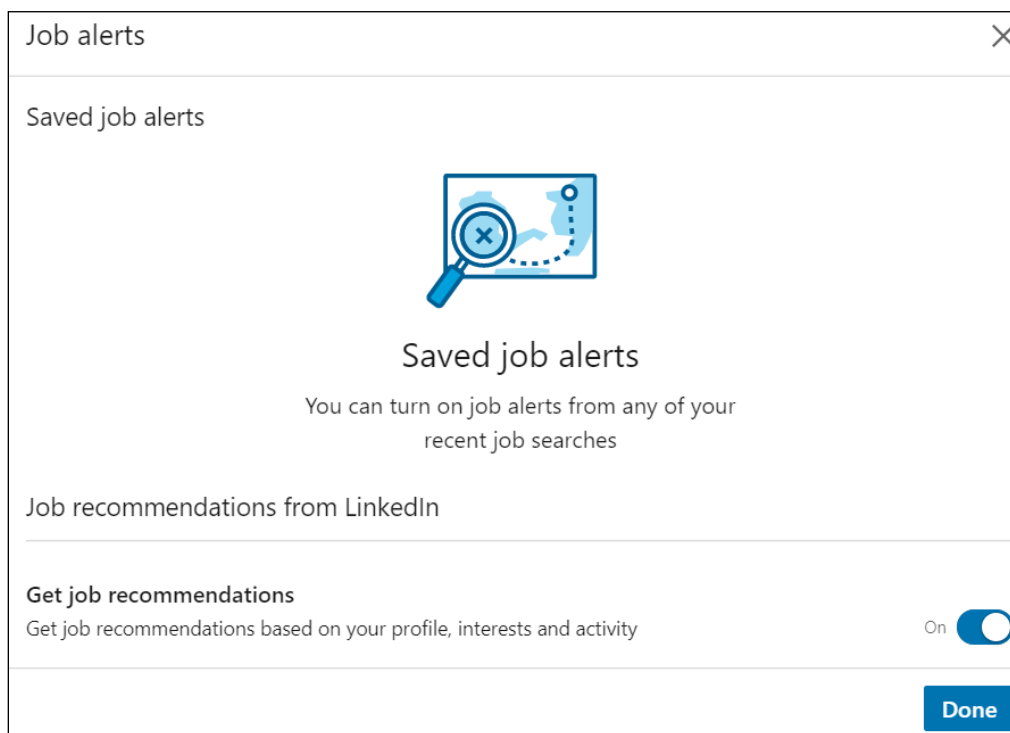 Job alerts
Saved job alerts
Saved job alerts
You can turn on job alerts from any of your
recent job searches
Job recommendations from LinkedIn
Get job recommendations
Get job recommendations based on your profile, interests and activity
On
Done